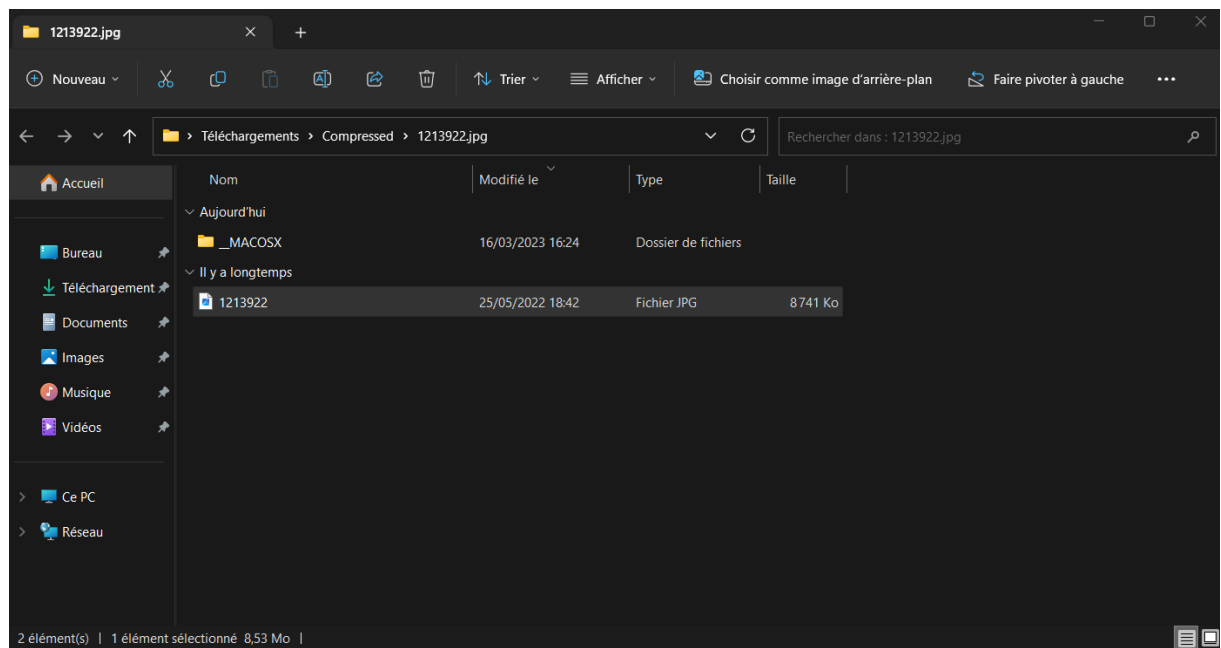 1213922.jpg
Nouveau
Trier
Afficher
Choisir comme image d'arrière-plan
Faire pivoter à gauche
Téléchargements > Compressed > 1213922.jpg
Rechercher dans : 1213922.jpg
Accueil
Bureau
Téléchargement
Documents
Images
Musique
Vidéos
Ce PC
Réseau
Nom Modifié le Type Taille
Aujourd'hui
__MACOSX 16/03/2023 16:24 Dossier de fichiers
Il y a longtemps
1213922 25/05/2022 18:42 Fichier JPG 8 741 Ko
2 élément(s) | 1 élément sélectionné 8,53 Mo |